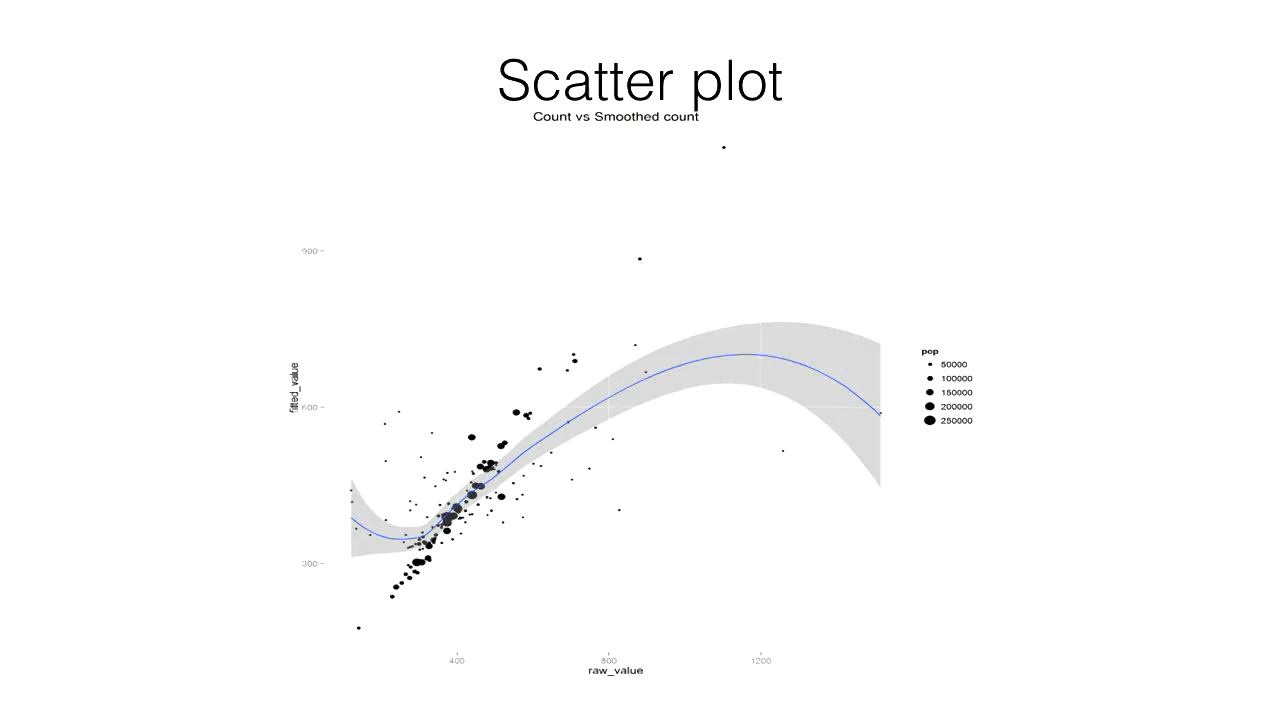 Scatter plot
Count vs Smoothed count
900
600
300
fitted_value
400
800
1200
raw_value
pop
50000
100000
150000
200000
250000